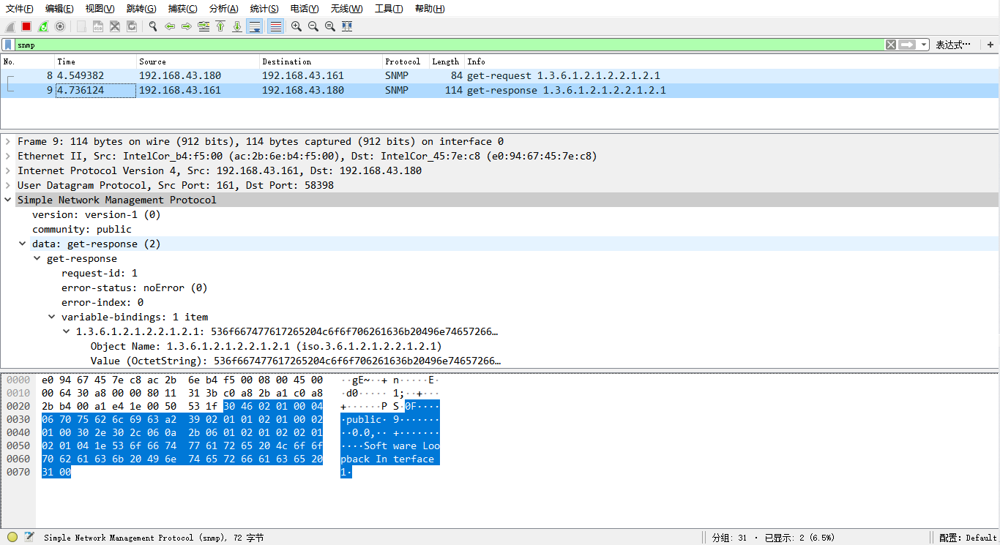 文件(F) 编辑(E) 视图(V) 跳转(G) 捕获(C) 分析(A) 统计(S) 电话(Y) 无线(W) 工具(T) 帮助(H)
snmp 表达式… +
No. Time Source Destination Protocol Length Info
8 4.549382 192.168.43.180 192.168.43.161 SNMP 84 get-request 1.3.6.1.2.1.2.2.1.2.1
9 4.736124 192.168.43.161 192.168.43.180 SNMP 114 get-response 1.3.6.1.2.1.2.2.1.2.1
Frame 9: 114 bytes on wire (912 bits), 114 bytes captured (912 bits) on interface 0
Ethernet II, Src: IntelCor_b4:f5:00 (ac:2b:6e:b4:f5:00), Dst: IntelCor_45:7e:c8 (e0:94:67:45:7e:c8)
Internet Protocol Version 4, Src: 192.168.43.161, Dst: 192.168.43.180
User Datagram Protocol, Src Port: 161, Dst Port: 58398
Simple Network Management Protocol
version: version-1 (0)
community: public
data: get-response (2)
get-response
request-id: 1
error-status: noError (0)
error-index: 0
variable-bindings: 1 item
1.3.6.1.2.1.2.2.1.2.1: 536f667477617265204c6f6f706261636b20496e74657266…
Object Name: 1.3.6.1.2.1.2.2.1.2.1 (iso.3.6.1.2.1.2.2.1.2.1)
Value (OctetString): 536f667477617265204c6f6f706261636b20496e74657266…
0000 e0 94 67 45 7e c8 ac 2b 6e b4 f5 00 08 00 45 00 ··gE~··+ n·····E·
0010 00 64 30 a8 00 00 80 11 31 3b c0 a8 2b a1 c0 a8 ·d0····· 1;··+···
0020 2b b4 00 a1 e4 1e 00 50 53 1f 30 46 02 01 00 04 +······P S·0F····
0030 06 70 75 62 6c 69 63 a2 39 02 01 01 02 01 00 02 ·public· 9·······
0040 01 00 30 2e 30 2c 06 0a 2b 06 01 02 01 02 02 01 ··0.0,·· +·······
0050 02 01 04 1e 53 6f 66 74 77 61 72 65 20 4c 6f 6f ····Soft ware Loo
0060 70 62 61 63 6b 20 49 6e 74 65 72 66 61 63 65 20 pback In terface
0070 31 00 1·
Simple Network Management Protocol (snmp), 72 字节 分组: 31 · 已显示: 2 (6.5%) 配置: Default